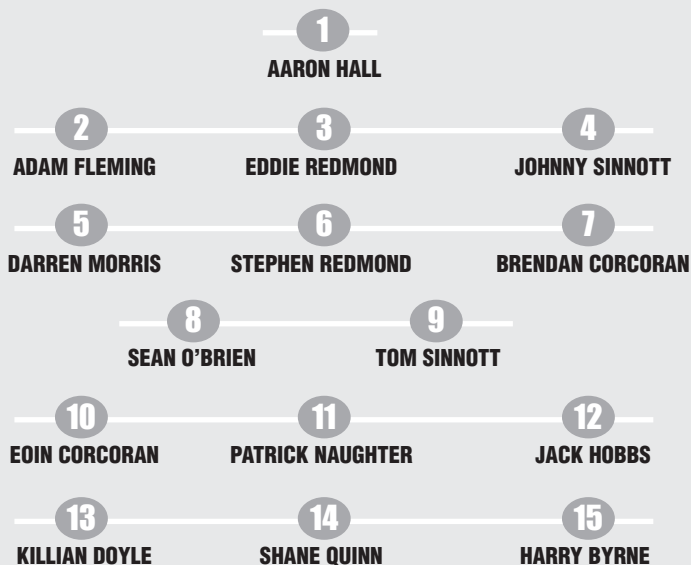 1
AARON HALL
2 3 4
ADAM FLEMING EDDIE REDMOND JOHNNY SINNOTT
5 6 7
DARREN MORRIS STEPHEN REDMOND BRENDAN CORCORAN
8 9
SEAN O’BRIEN TOM SINNOTT
10 11 12
EOIN CORCORAN PATRICK NAUGHTER JACK HOBBS
13 14 15
KILLIAN DOYLE SHANE QUINN HARRY BYRNE